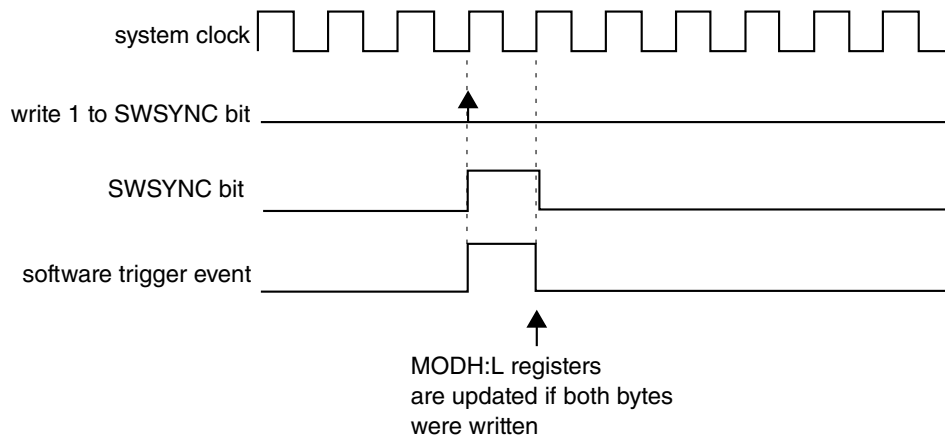 system clock
write 1 to SWSYNC bit
SWSYNC bit
software trigger event
MODH:L registers
are updated if both bytes
were written